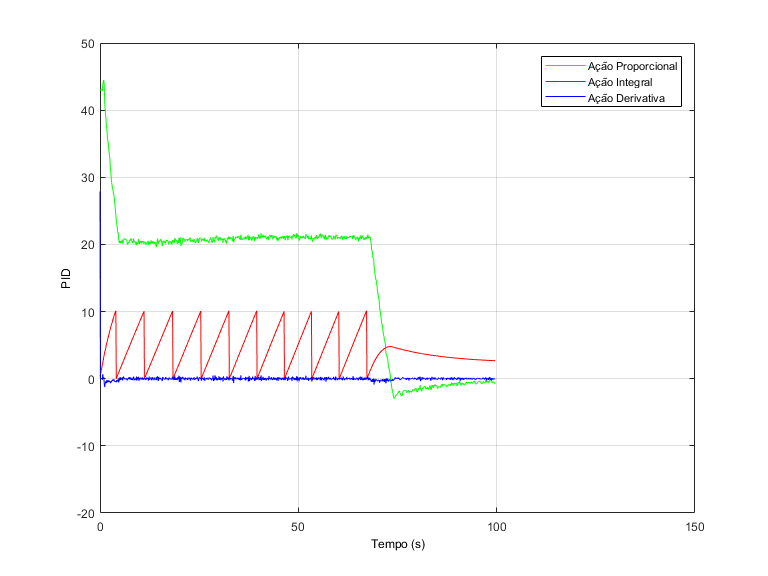 50
40
30
20
10
0
-10
-20
PID
Ação Proporcional
Ação Integral
Ação Derivativa
0
50
100
150
Tempo (s)